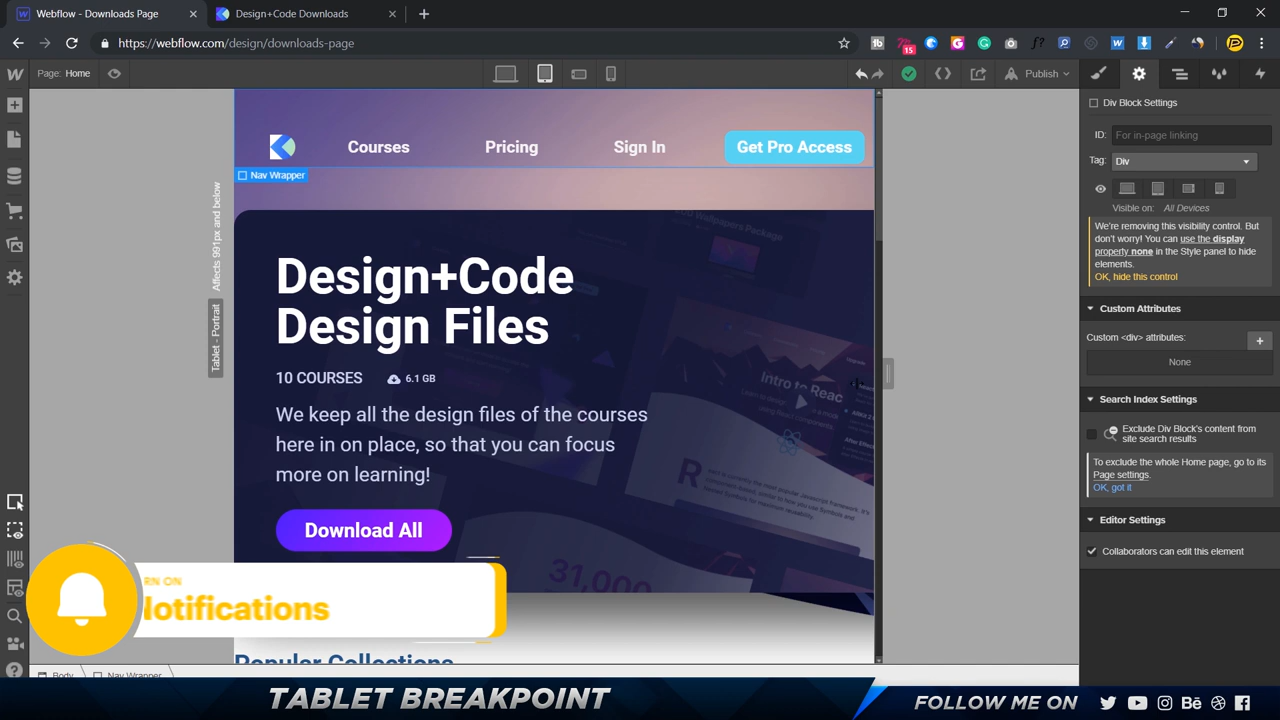 Webflow - Downloads Page
Design+Code Downloads
https://webflow.com/design/downloads-page
15
Page: Home
Publish
Courses
Pricing
Sign In
Get Pro Access
Nav Wrapper
Affects 991px and below
Tablet - Portrait
Design+Code
Design Files
10 COURSES
6.1 GB
We keep all the design files of the courses
here in on place, so that you can focus
more on learning!
Download All
Intro to Reac
31,000
Popular Collections
Body
Nav Wrapper
Div Block Settings
ID:
For in-page linking
Tag:
Div
Visible on: All Devices
We're removing this visibility control. But
don't worry! You can use the display
property none in the Style panel to hide
elements.
OK, hide this control
Custom Attributes
Custom <div> attributes:
None
Search Index Settings
Exclude Div Block's content from
site search results
To exclude the whole Home page, go to its
Page settings.
OK, got it
Editor Settings
Collaborators can edit this element
RN ON
Notifications
TABLET BREAKPOINT
FOLLOW ME ON